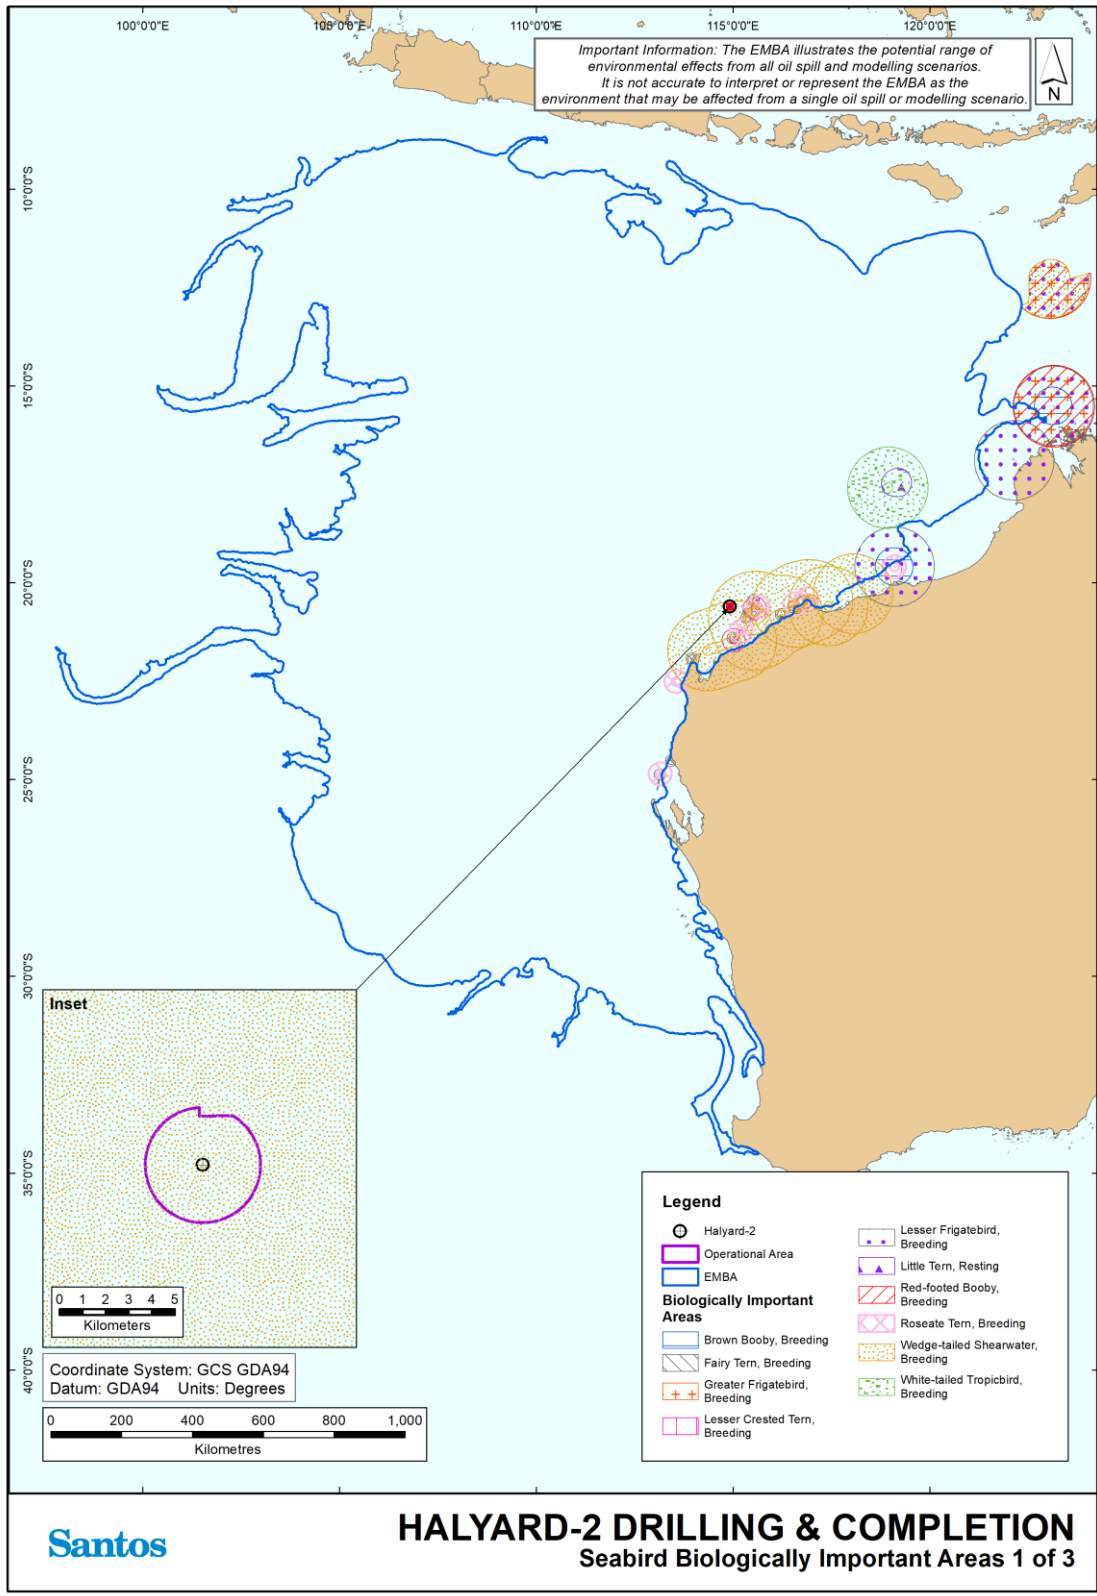 100°0'0"E
105°0'0"E
110°0'0"E
115°0'0"E
120°0'0"E
Important Information: The EMBA illustrates the potential range of
environmental effects from all oil spill and modelling scenarios.
It is not accurate to interpret or represent the EMBA as the
environment that may be affected from a single oil spill or modelling scenario.
N
10°0'0"S
15°0'0"S
20°0'0"S
25°0'0"S
30°0'0"S
35°0'0"S
40°0'0"S
Inset
0 1 2 3 4 5
Kilometers
Coordinate System: GCS GDA94
Datum: GDA94 Units: Degrees
0 200 400 600 800 1,000
Kilometres
Legend
Halyard-2
Operational Area
EMBA
Biologically Important
Areas
Brown Booby, Breeding
Fairy Tern, Breeding
Greater Frigatebird,
Breeding
Lesser Crested Tern,
Breeding
Lesser Frigatebird,
Breeding
Little Tern, Resting
Red-footed Booby,
Breeding
Roseate Tern, Breeding
Wedge-tailed Shearwater,
Breeding
White-tailed Tropicbird,
Breeding
Santos
HALYARD-2 DRILLING & COMPLETION
Seabird Biologically Important Areas 1 of 3